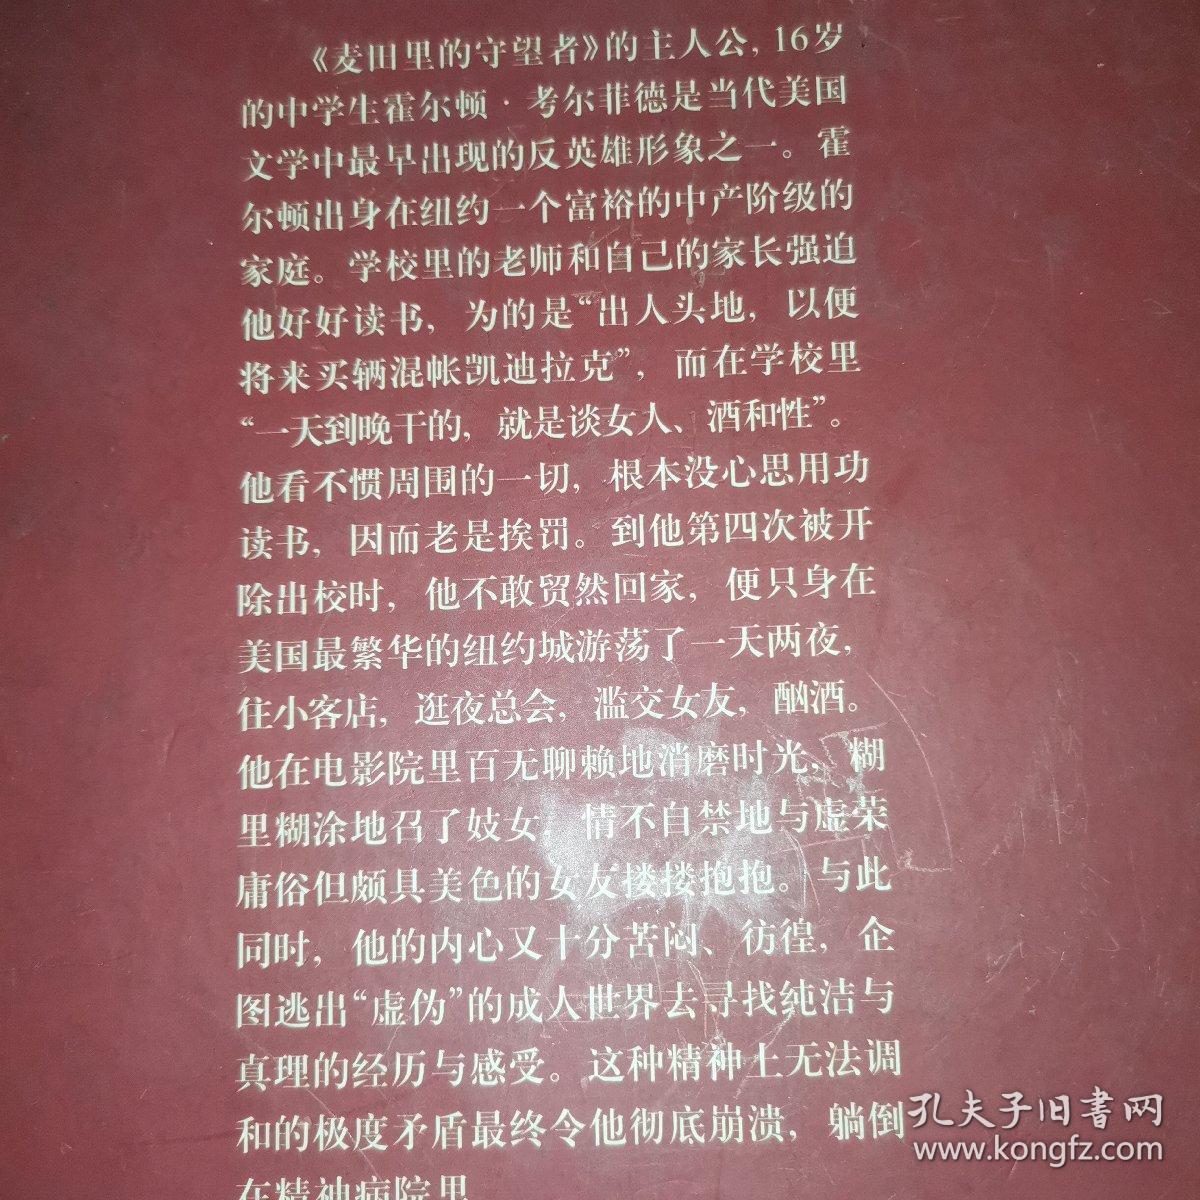 《麦田里的守望者》的主人公, 16岁
的中学生霍尔顿·考尔菲德是当代美国
文学中最早出现的反英雄形象之一。霍
尔顿出身在纽约一个富裕的中产阶级的
家庭。学校里的老师和自己的家长强迫
他好好读书, 为的是“出人头地, 以便
将来买辆混帐凯迪拉克”, 而在学校里
“一天到晚干的, 就是谈女人、酒和性”。
他看不惯周围的一切, 根本没心思用功
读书, 因而老是挨罚。到他第四次被开
除出校时, 他不敢贸然回家, 便只身在
美国最繁华的纽约城游荡了一天两夜,
住小客店, 逛夜总会, 滥交女友, 酗酒。
他在电影院里百无聊赖地消磨时光, 糊
里糊涂地召了妓女, 情不自禁地与虚荣
庸俗但颇具美色的女友搂搂抱抱。与此
同时, 他的内心又十分苦闷、彷徨, 企
图逃出“虚伪”的成人世界去寻找纯洁与
真理的经历与感受。这种精神上无法调
和的极度矛盾最终令他彻底崩溃, 躺倒
在精神病院里
孔夫子旧书网
www.kongfz.com